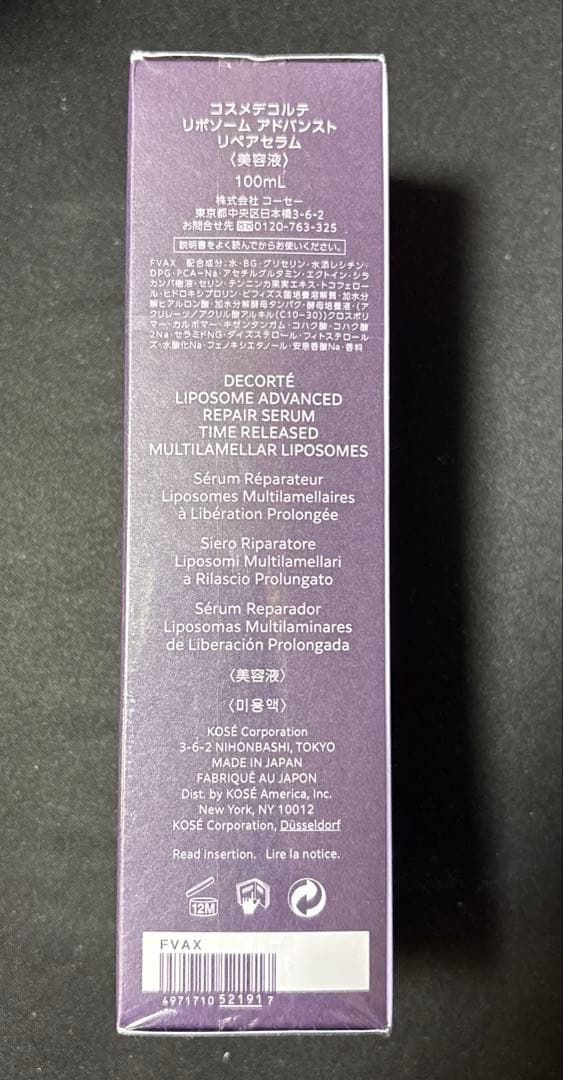 コスメデコルテ
リポソーム アドバンスト
リペアセラム
〈美容液〉
100mL
株式会社 コーセー
東京都中央区日本橋3-6-2
お問合せ先 0120-763-325
説明書をよく読んでからお使いください。
FVAX 配合成分:水・BG・グリセリン・水添レシチン・
DPG・PCA-Na・アセチルグルタミン・エクトイン・シラ
カンバ樹液・セリン・テンニンカ果実エキス・トコフェロ
ール・ヒドロキシプロリン・ビフィズス菌培養溶解質・加水分
解ヒアルロン酸・加水分解酵母タンパク・酵母培養液・(ア
クリレーツ/アクリル酸アルキル(C10-30))クロスポリ
マー・カルボマー・キサンタンガム・コハク酸・コハク酸
2Na・セラミドNG・ダイズステロール・フィトステロール
ズ・水酸化Na・フェノキシエタノール・安息香酸Na・香料
DECORTÉ
LIPOSOME ADVANCED
REPAIR SERUM
TIME RELEASED
MULTILAMELLAR LIPOSOMES
Sérum Réparateur
Liposomes Multilamellaires
à Libération Prolongée
Siero Riparatore
Liposomi Multilamellari
a Rilascio Prolungato
Sérum Reparador
Liposomas Multilaminares
de Liberación Prolongada
〈美容液〉
〈미용액〉
KOSÉ Corporation
3-6-2 NIHONBASHI, TOKYO
MADE IN JAPAN
FABRIQUÉ AU JAPON
Dist. by KOSÉ America, Inc.
New York, NY 10012
KOSÉ Corporation, Düsseldorf
Read insertion. Lire la notice.
12M
FVAX
4971710 521917